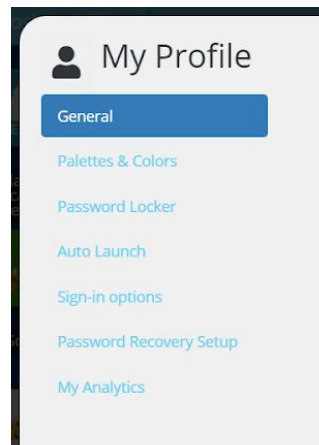 My Profile
General
Palettes & Colors
Password Locker
Auto Launch
Sign-in options
Password Recovery Setup
My Analytics